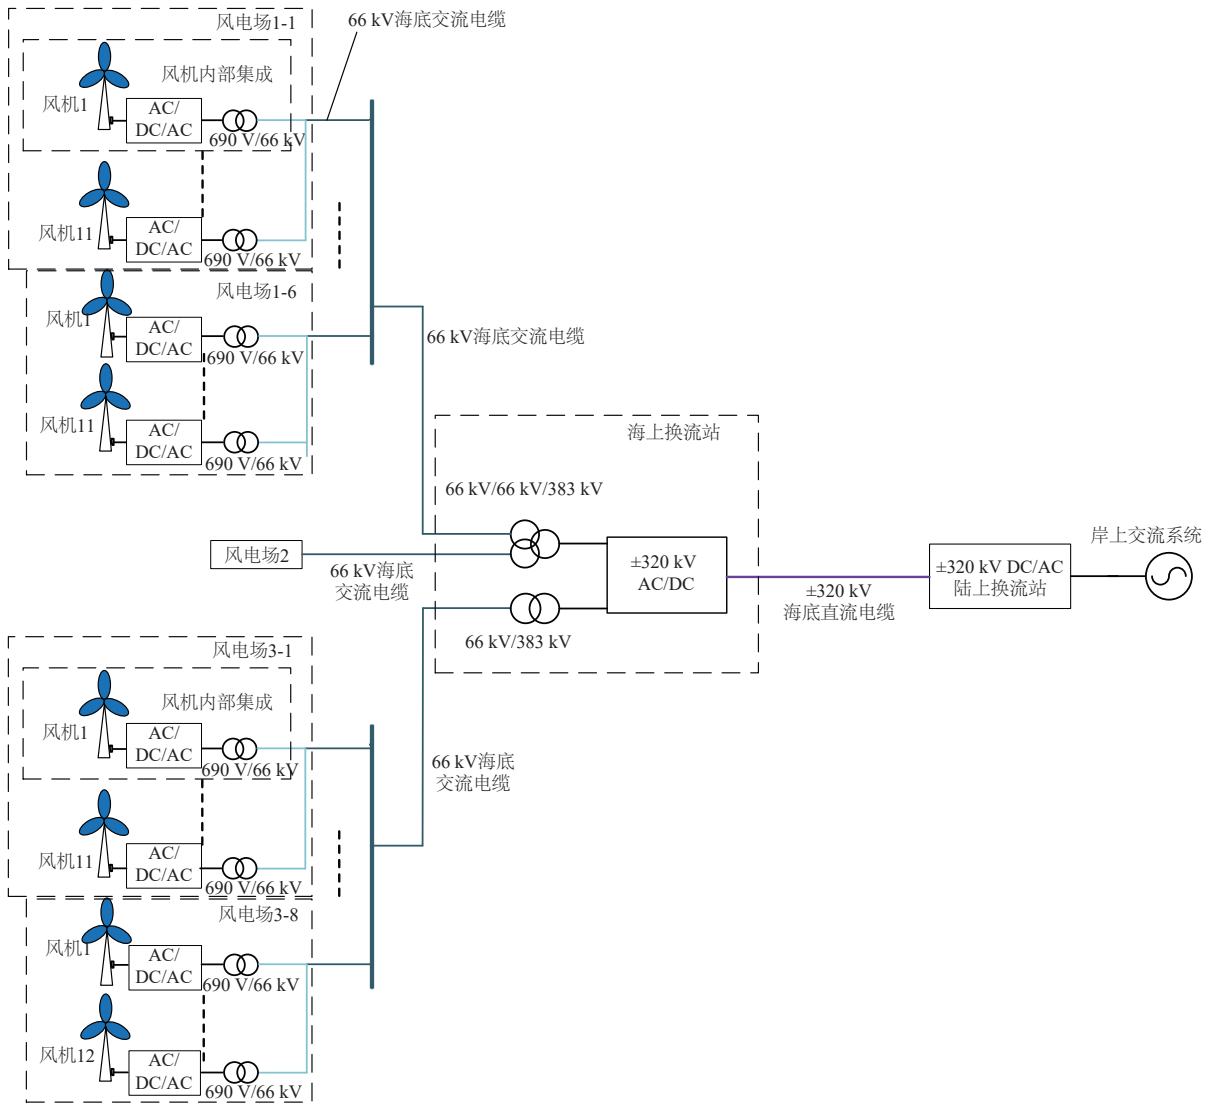 风电场1-1
66 kV海底交流电缆
风机内部集成
风机1
AC/
DC/AC
690 V/66 kV
风机11
AC/
DC/AC
690 V/66 kV
风电场1-6
风机1
AC/
DC/AC
690 V/66 kV
66 kV海底交流电缆
风机11
AC/
DC/AC
690 V/66 kV
海上换流站
66 kV/66 kV/383 kV
风电场2
66 kV海底
交流电缆
±320 kV
AC/DC
66 kV/383 kV
±320 kV
海底直流电缆
±320 kV DC/AC
陆上换流站
岸上交流系统
风电场3-1
风机内部集成
风机1
AC/
DC/AC
690 V/66 kV
66 kV海底
交流电缆
风机11
AC/
DC/AC
690 V/66 kV
风电场3-8
风机1
AC/
DC/AC
690 V/66 kV
风机12
AC/
DC/AC
690 V/66 kV